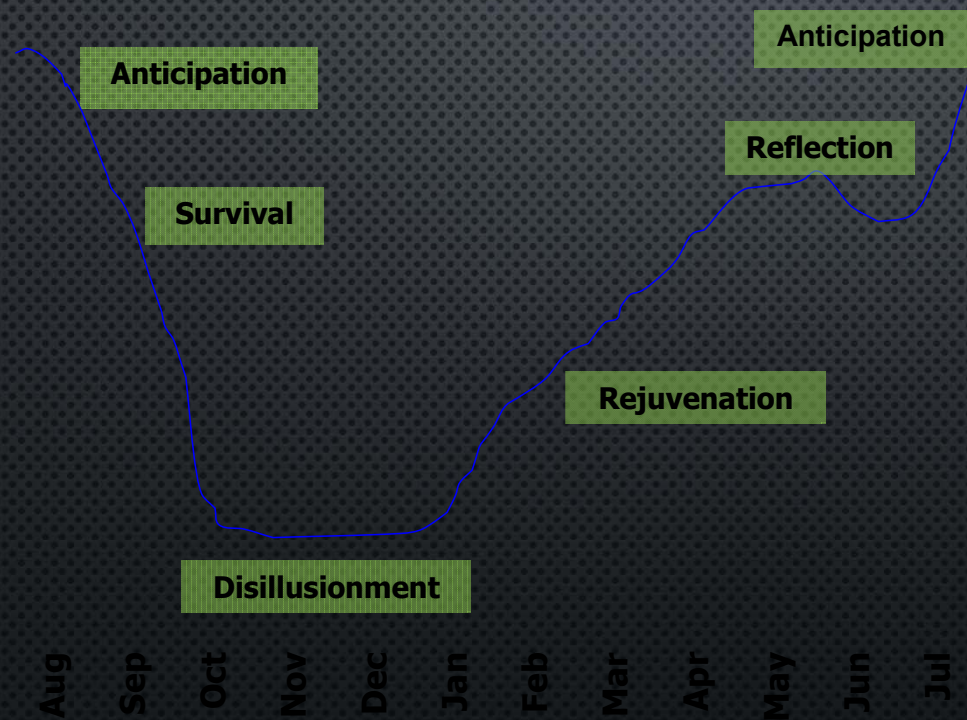 Anticipation
Anticipation
Reflection
Survival
Rejuvenation
Disillusionment
Aug
Sep
Oct
Nov
Dec
Jan
Feb
Mar
Apr
May
Jun
Jul